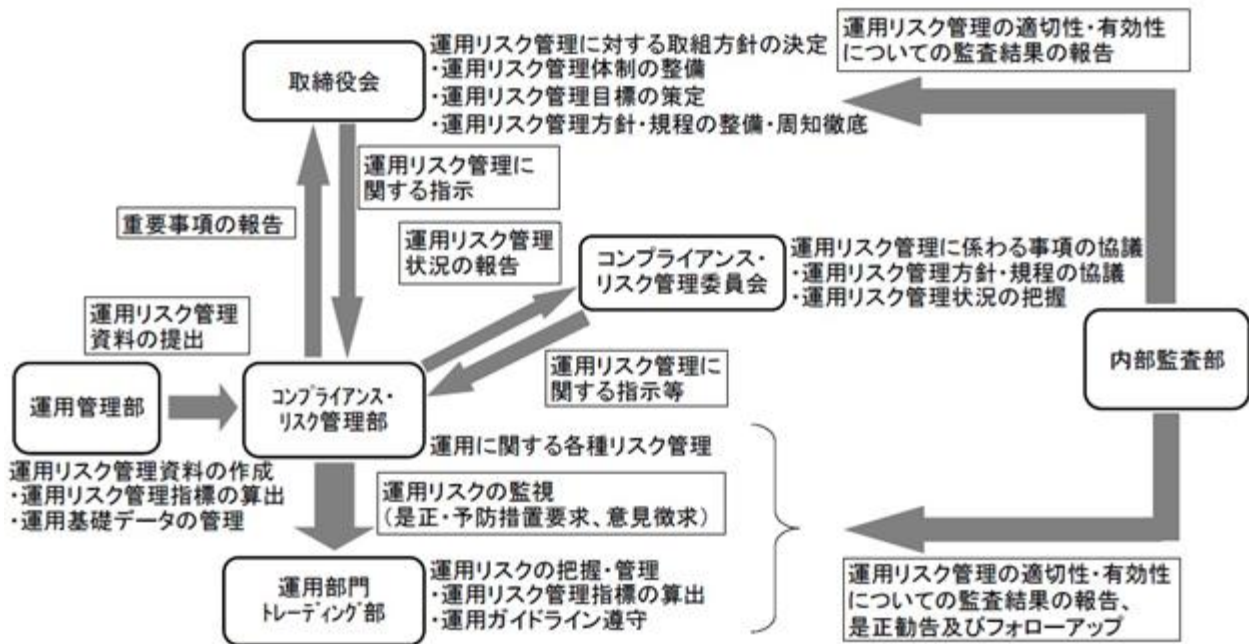 取締役会
運用リスク管理に対する取組方針の決定
・運用リスク管理体制の整備
・運用リスク管理目標の策定
・運用リスク管理方針・規程の整備・周知徹底
運用リスク管理の適切性・有効性
についての監査結果の報告
運用リスク管理に
関する指示
重要事項の報告
運用リスク管理
状況の報告
コンプライアンス・
リスク管理委員会
運用リスク管理に係わる事項の協議
・運用リスク管理方針・規程の協議
・運用リスク管理状況の把握
運用リスク管理
資料の提出
運用リスク管理に
関する指示等
内部監査部
運用管理部
コンプライアンス・
リスク管理部
運用に関する各種リスク管理
運用リスク管理資料の作成
・運用リスク管理指標の算出
・運用基礎データの管理
運用リスクの監視
（是正・予防措置要求、意見徴求）
運用部門
トレーディング部
運用リスクの把握・管理
・運用リスク管理指標の算出
・運用ガイドライン遵守
運用リスク管理の適切性・有効性
についての監査結果の報告、
是正勧告及びフォローアップ